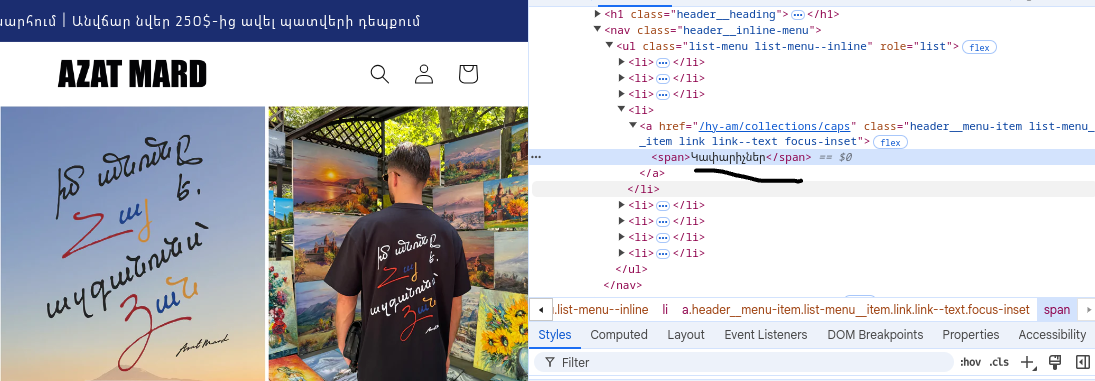 արհում | Անվճար նվեր 250$-ից ավել պատվերի դեպքում
AZAT MARD
իմ անունը
է.
Հայ
ազգանունս՝
Յան
Azat Mard
իմ անունը
է.
Հայ
ազգանունս՝
Յան
<h1 class="header__heading"> </h1>
<nav class="header__inline-menu">
<ul class="list-menu list-menu--inline" role="list"> flex
<li> </li>
<li> </li>
<li> </li>
<li>
<a href="/hy-am/collections/caps" class="header__menu-item list-menu_
_item link link--text focus-inset"> flex
<span>Կափարիչներ</span> == $0
</a>
</li>
<li> </li>
<li> </li>
<li> </li>
<li> </li>
</ul>
</nav>
.list-menu--inline li a.header__menu-item.list-menu__item.link.link--text.focus-inset span
Styles Computed Layout Event Listeners DOM Breakpoints Properties Accessibility
Filter :hov .cls